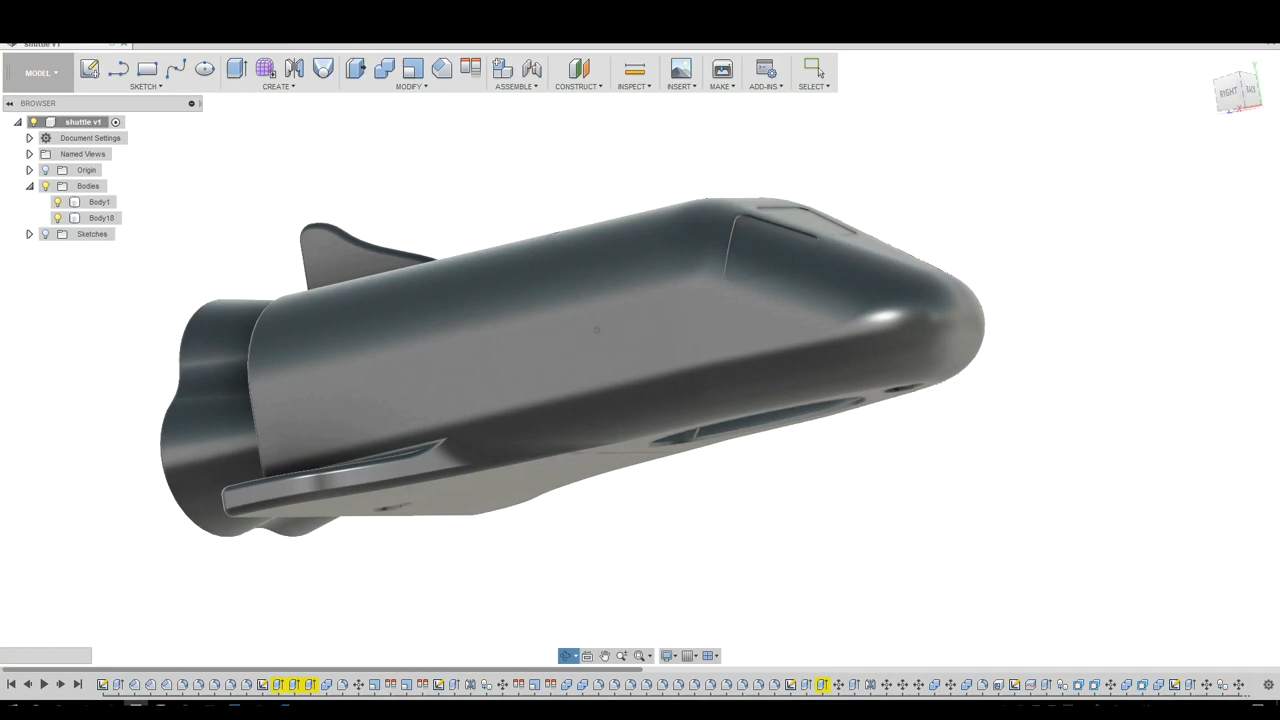 shuttle v1
MODEL
SKETCH CREATE MODIFY ASSEMBLE CONSTRUCT INSPECT INSERT MAKE ADD-INS SELECT
BROWSER
RIGHT
shuttle v1
Document Settings
Named Views
Origin
Bodies
Body1
Body18
Sketches